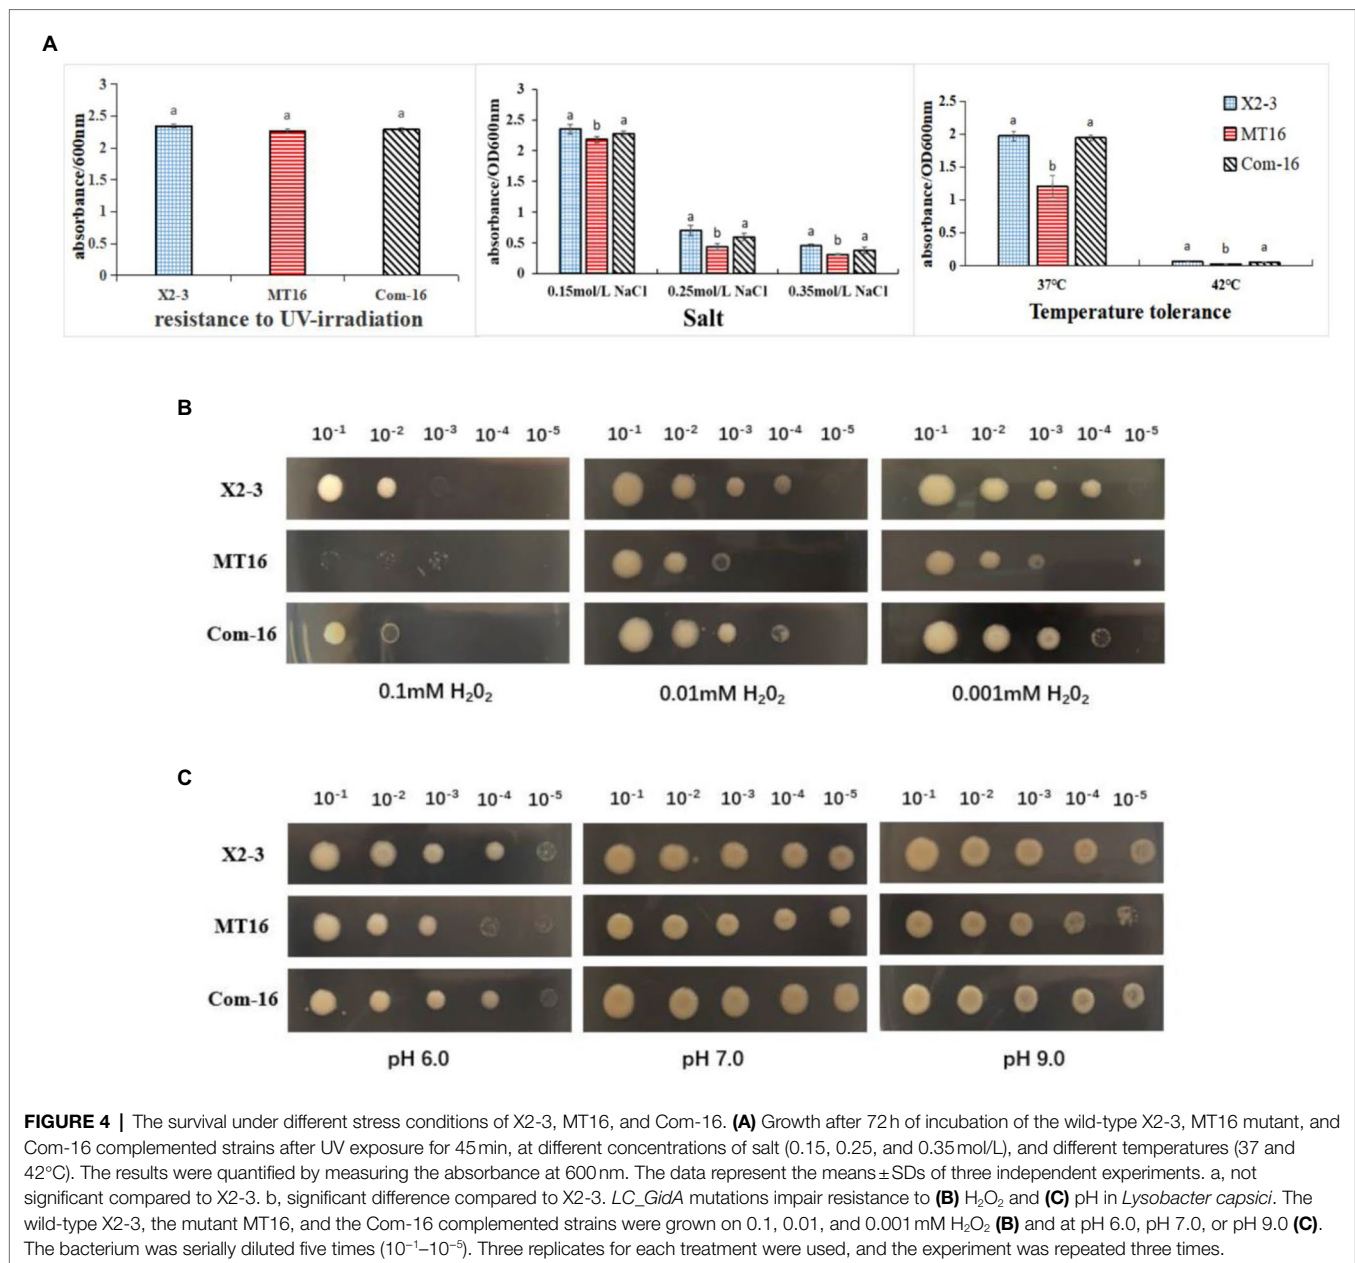 A
3
2.5
2
1.5
1
0.5
0
absorbance/600nm
a
a
a
X2-3
MT16
Com-16
resistance to UV-irradiation
3
2.5
2
1.5
1
0.5
0
absorbance/OD600nm
a
b
a
a
b
a
a
b
a
0.15mol/L NaCl
0.25mol/L NaCl
0.35mol/L NaCl
Salt
2.5
2
1.5
1
0.5
0
absorbance/OD600nm
a
b
a
a
b
a
37°C
42°C
Temperature tolerance
X2-3
MT16
Com-16
B
10⁻¹ 10⁻² 10⁻³ 10⁻⁴ 10⁻⁵ 10⁻¹ 10⁻² 10⁻³ 10⁻⁴ 10⁻⁵ 10⁻¹ 10⁻² 10⁻³ 10⁻⁴ 10⁻⁵
X2-3
MT16
Com-16
0.1mM H₂O₂ 0.01mM H₂O₂ 0.001mM H₂O₂
C
10⁻¹ 10⁻² 10⁻³ 10⁻⁴ 10⁻⁵ 10⁻¹ 10⁻² 10⁻³ 10⁻⁴ 10⁻⁵ 10⁻¹ 10⁻² 10⁻³ 10⁻⁴ 10⁻⁵
X2-3
MT16
Com-16
pH 6.0 pH 7.0 pH 9.0
FIGURE 4 | The survival under different stress conditions of X2-3, MT16, and Com-16. (A) Growth after 72 h of incubation of the wild-type X2-3, MT16 mutant, and
Com-16 complemented strains after UV exposure for 45 min, at different concentrations of salt (0.15, 0.25, and 0.35 mol/L), and different temperatures (37 and
42°C). The results were quantified by measuring the absorbance at 600 nm. The data represent the means ± SDs of three independent experiments. a, not
significant compared to X2-3. b, significant difference compared to X2-3. LC_GidA mutations impair resistance to (B) H₂O₂ and (C) pH in Lysobacter capsici. The
wild-type X2-3, the mutant MT16, and the Com-16 complemented strains were grown on 0.1, 0.01, and 0.001 mM H₂O₂ (B) and at pH 6.0, pH 7.0, or pH 9.0 (C).
The bacterium was serially diluted five times (10⁻¹–10⁻⁵). Three replicates for each treatment were used, and the experiment was repeated three times.